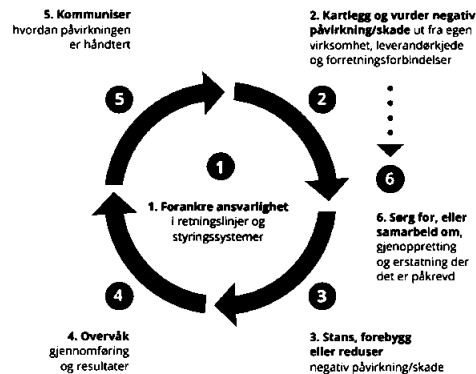 5. Kommuniser
hvordan påvirkningen
er håndtert
2. Kartlegg og vurder negativ
påvirkning/skade ut fra egen
virksomhet, leverandørkjede
og forretningsforbindelser
5
2
1
6
1. Forankre ansvarlighet
i retningslinjer og
styringssystemer
6. Sørg for, eller
samarbeid om,
gjenoppretting
og erstatning der
det er påkrevd
4
3
4. Overvåk
gjennomføring
og resultater
3. Stans, forebygg
eller reduser
negativ påvirkning/skade